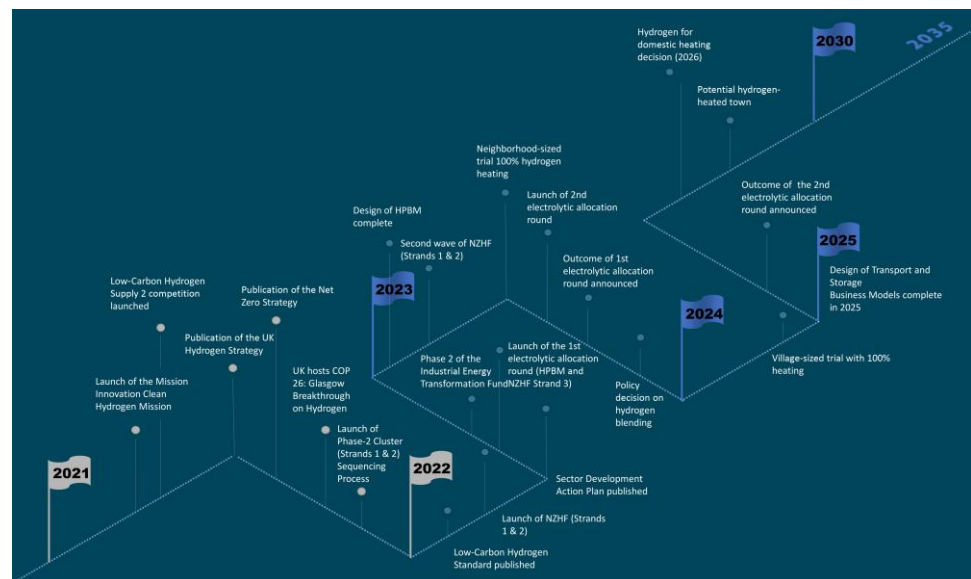 2021
Launch of the Mission
Innovation Clean
Hydrogen Mission
Low-Carbon Hydrogen
Supply 2 competition
launched
Publication of the UK
Hydrogen Strategy
Publication of the Net
Zero Strategy
UK hosts COP
26: Glasgow
Breakthrough
on Hydrogen
Launch of
Phase-2 Cluster
(Strands 1 & 2)
Sequencing
Process
2022
Low-Carbon Hydrogen
Standard published
Launch of NZHF (Strands
1 & 2)
Sector Development
Action Plan published
Launch of the 1st
electrolytic allocation
round (HPBM and
NZHF Strand 3)
Phase 2 of the
Industrial Energy
Transformation Fund
2023
Design of HPBM
complete
Second wave of NZHF
(Strands 1 & 2)
Neighborhood-sized
trial 100% hydrogen
heating
Launch of 2nd
electrolytic allocation
round
Outcome of 1st
electrolytic allocation
round announced
Policy
decision on
hydrogen
blending
2024
Village-sized trial with 100%
heating
2025
Design of Transport and
Storage
Business Models complete
in 2025
Outcome of the 2nd
electrolytic allocation
round announced
Hydrogen for
domestic heating
decision (2026)
Potential hydrogen-
heated town
2030
2035